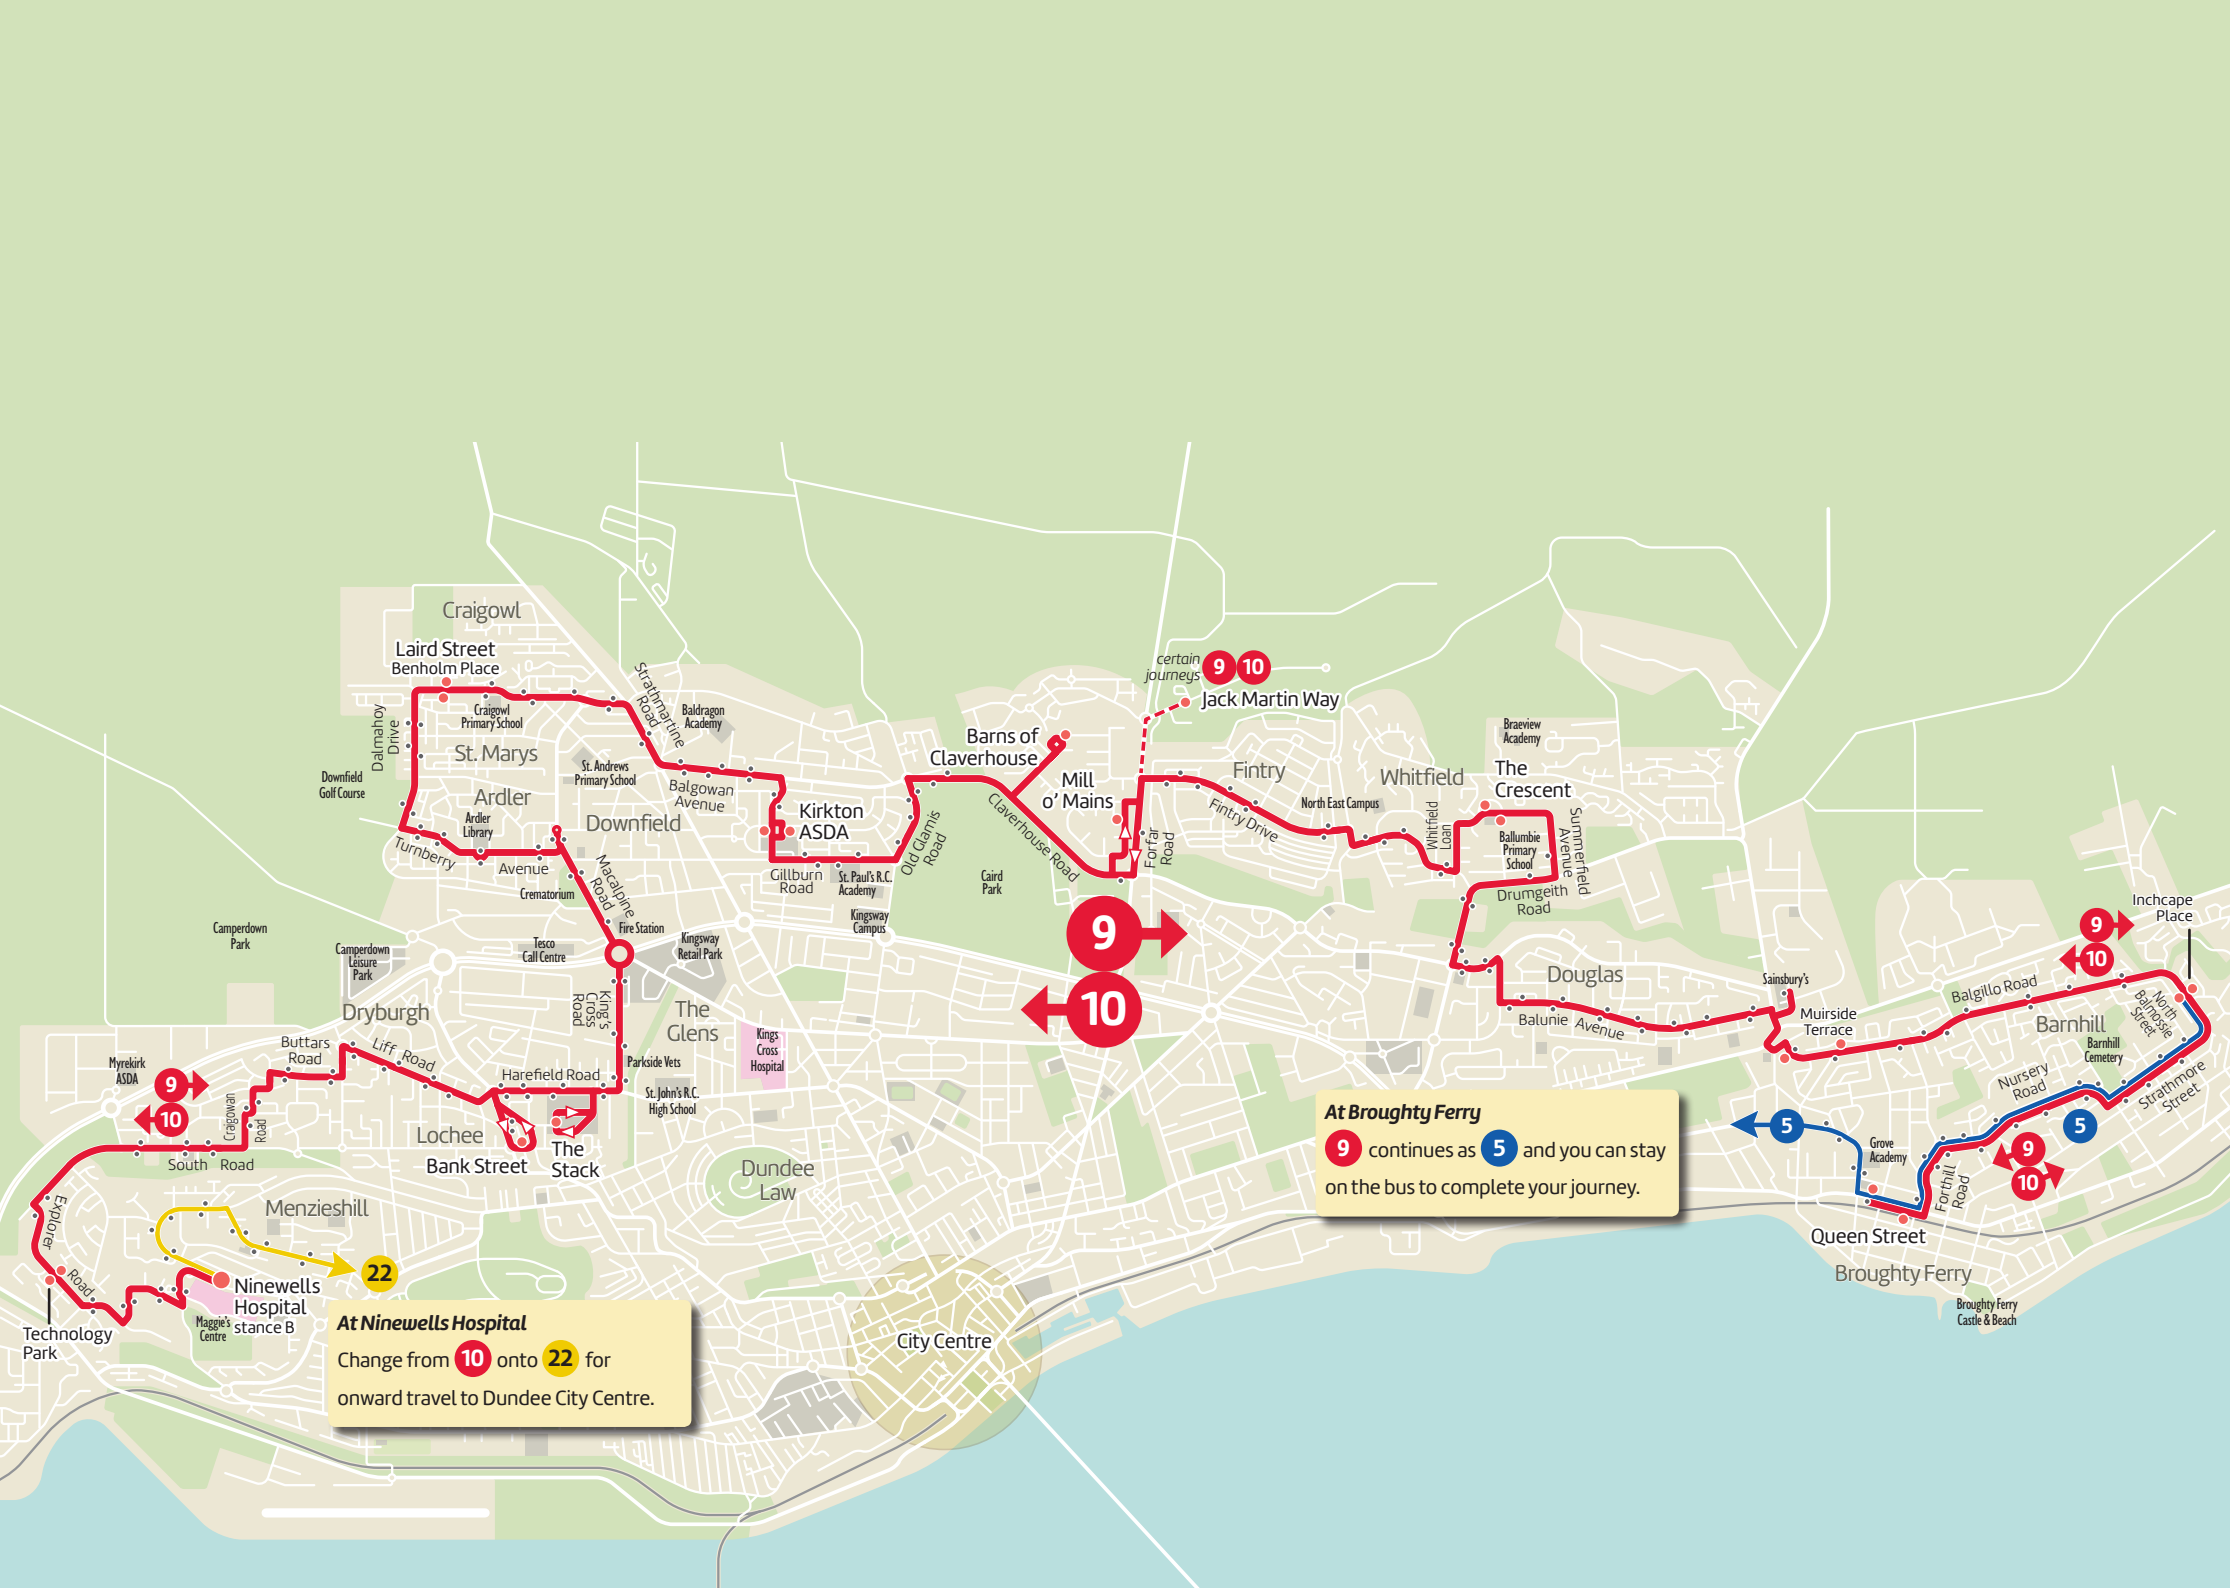 Craigowl
Laird Street
Benholm Place
Dalmahoy
Drive
Craigowl
Primary School
St. Marys
Strathmartine
Road
Baldragon
Academy
St. Andrews
Primary School
Balgowan
Avenue
Downfield
Golf Course
Ardler
Ardler
Library
Downfield
Turnberry
Avenue
Crematorium
Macalpine
Road
Fire Station
Kirkton
ASDA
Gillburn
Road
St. Paul's R.C.
Academy
Old Glamis
Road
Kingsway
Campus
Barns of
Claverhouse
Mill
o' Mains
Claverhouse Road
Caird
Park
Forfar
Road
certain
journeys
9 10
Jack Martin Way
Fintry
Fintry Drive
North East Campus
Whitfield
Whitfield
Loan
Braeview
Academy
The
Crescent
Ballumbie
Primary
School
Summerfield
Avenue
Drumgeith
Road
Douglas
Balunie Avenue
Sainsbury's
Muirside
Terrace
Balgillo Road
Inchcape
Place
9
10
North
Balmossie
Street
Barnhill
Barnhill
Cemetery
Nursery
Road
Strathmore
Street
5
9
10
Forthill
Road
Grove
Academy
5
Queen Street
Broughty Ferry
Broughty Ferry
Castle & Beach
9
10
At Broughty Ferry
9 continues as 5 and you can stay
on the bus to complete your journey.
Camperdown
Park
Camperdown
Leisure
Park
Tesco
Call Centre
Kingsway
Retail Park
Dryburgh
King's
Cross
Road
The
Glens
Kings
Cross
Hospital
Buttars
Road
Liff Road
Myrekirk
ASDA
9
10
Craigowan
Road
Harefield Road
Parkside Vets
St. John's R.C.
High School
Lochee
Bank Street
The
Stack
South Road
Dundee
Law
Menzieshill
Explorer
Road
22
Ninewells
Hospital
stance B
Maggie's
Centre
Technology
Park
At Ninewells Hospital
Change from 10 onto 22 for
onward travel to Dundee City Centre.
City Centre